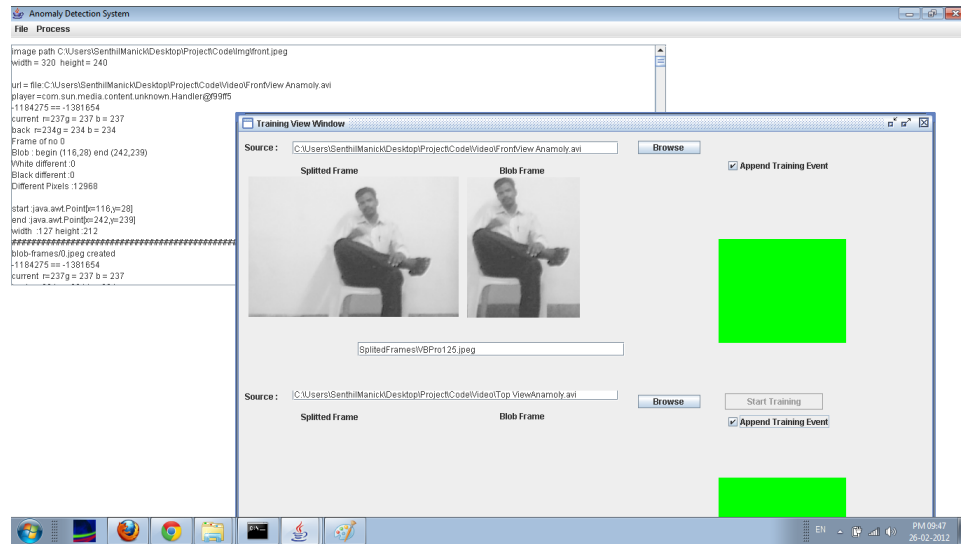 Anomaly Detection System
File Process
image path C:\Users\SenthilManick\Desktop\Project\Code\Img\front.jpeg
width = 320 height = 240
url = file:C:\Users\SenthilManick\Desktop\Project\Code\Video\FrontView Anamoly.avi
player =com.sun.media.content.unknown.Handler@f99ff5
-1184275 == -1381654
current r=237g = 237 b = 237
back r=234g = 234 b = 234
Frame of no 0
Blob : begin (116,28) end (242,239)
White different :0
Black different :0
Different Pixels :12968
start :java.awt.Point[x=116,y=28]
end :java.awt.Point[x=242,y=239]
width :127 height :212
blob-frames/0.jpeg created
-1184275 == -1381654
current r=237g = 237 b = 237
Training View Window
Source : C:\Users\SenthilManick\Desktop\Project\Code\Video\FrontView Anamoly.avi Browse
Append Training Event
Splitted Frame Blob Frame
SplitedFrames\VBPro125.jpeg
Source : C:\Users\SenthilManick\Desktop\Project\Code\Video\Top ViewAnamoly.avi Browse Start Training
Splitted Frame Blob Frame Append Training Event
EN
PM 09:47
26-02-2012